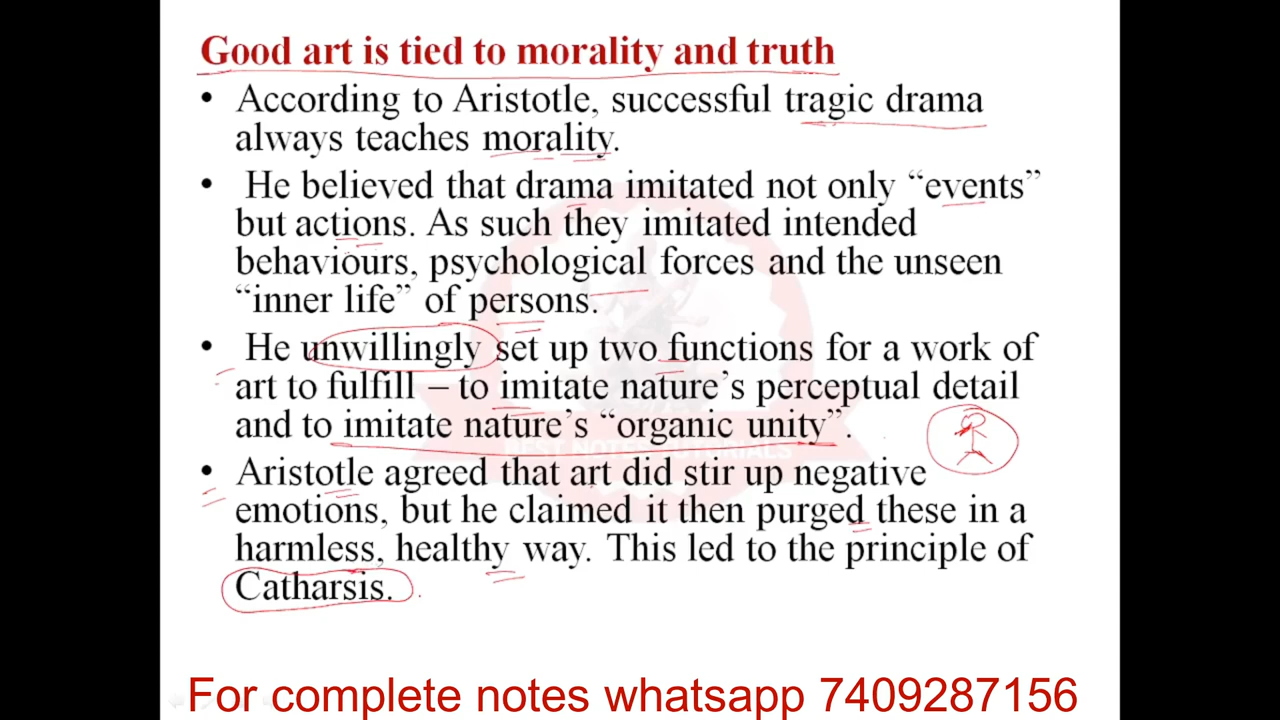 Good art is tied to morality and truth
• According to Aristotle, successful tragic drama
always teaches morality.
• He believed that drama imitated not only “events”
but actions. As such they imitated intended
behaviours, psychological forces and the unseen
“inner life” of persons.
• He unwillingly set up two functions for a work of
art to fulfill – to imitate nature’s perceptual detail
and to imitate nature’s “organic unity”.
BEST NOTES TUTORIALS
• Aristotle agreed that art did stir up negative
emotions, but he claimed it then purged these in a
harmless, healthy way. This led to the principle of
Catharsis.
For complete notes whatsapp 7409287156